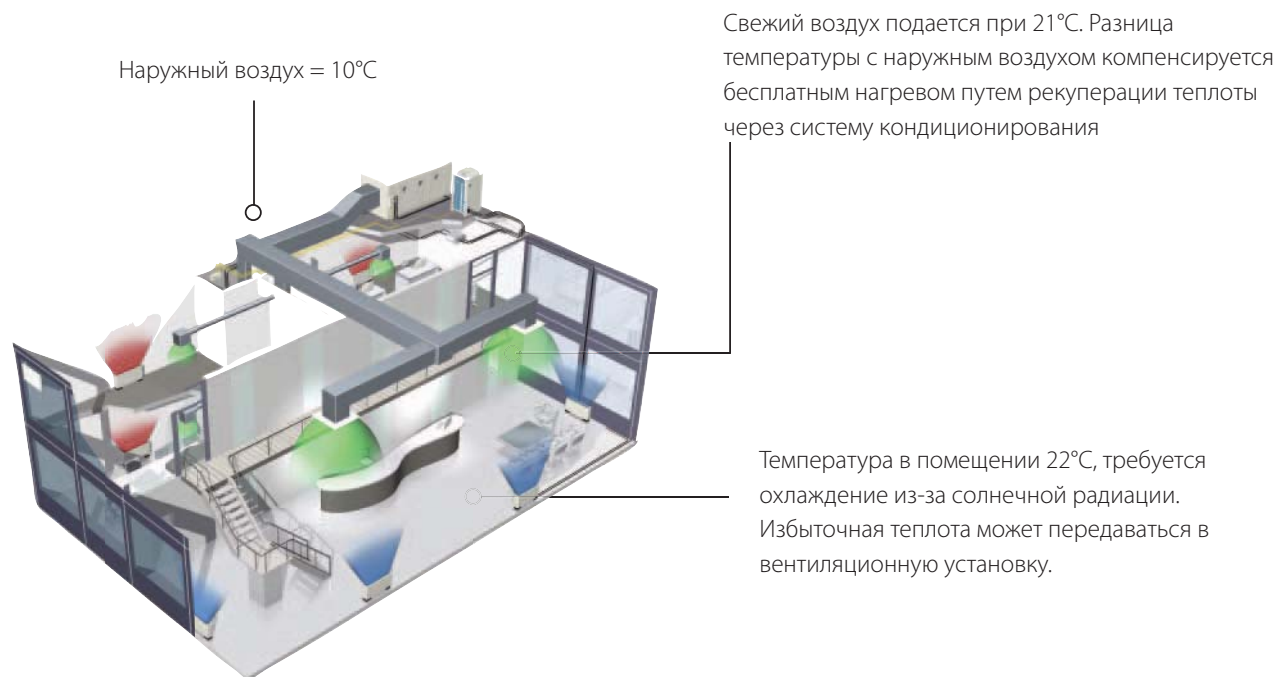 Свежий воздух подается при 21°C. Разница
температуры с наружным воздухом компенсируется
бесплатным нагревом путем рекуперации теплоты
через систему кондиционирования
Наружный воздух = 10°C
Температура в помещении 22°C, требуется
охлаждение из-за солнечной радиации.
Избыточная теплота может передаваться в
вентиляционную установку.